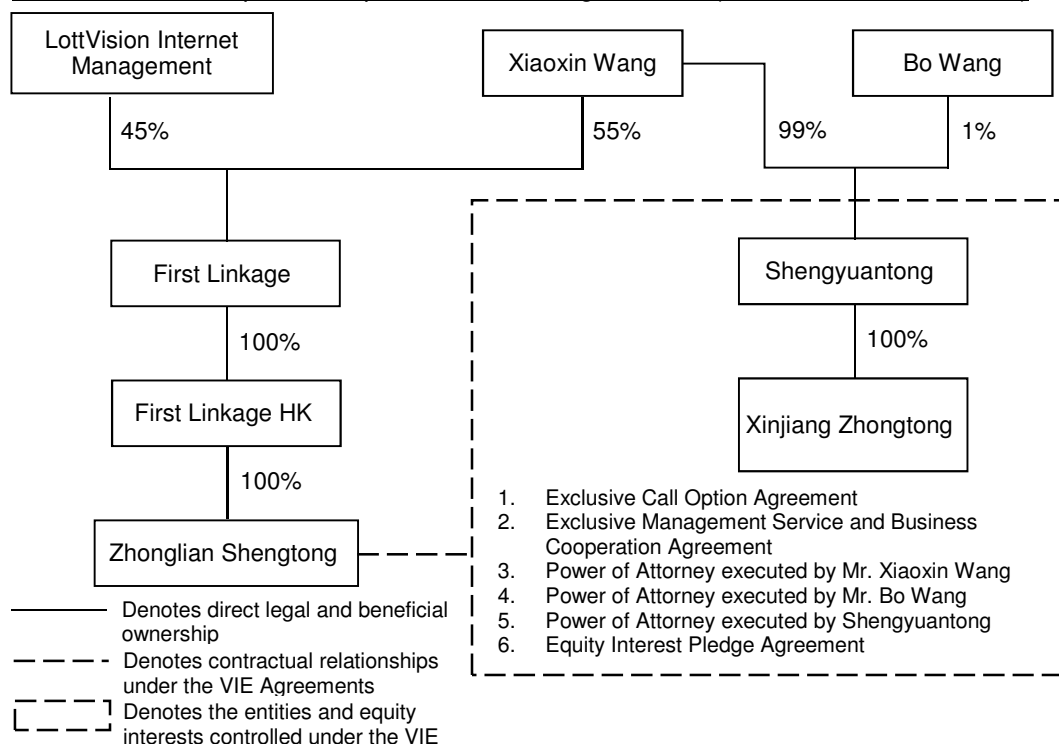 LottVision Internet
Management
Xiaoxin Wang
Bo Wang
45%
55%
99%
1%
First Linkage
Shengyuantong
100%
100%
First Linkage HK
Xinjiang Zhongtong
100%
Zhonglian Shengtong
1. Exclusive Call Option Agreement
2. Exclusive Management Service and Business
Cooperation Agreement
3. Power of Attorney executed by Mr. Xiaoxin Wang
4. Power of Attorney executed by Mr. Bo Wang
5. Power of Attorney executed by Shengyuantong
6. Equity Interest Pledge Agreement
Denotes direct legal and beneficial
ownership
Denotes contractual relationships
under the VIE Agreements
Denotes the entities and equity
interests controlled under the VIE